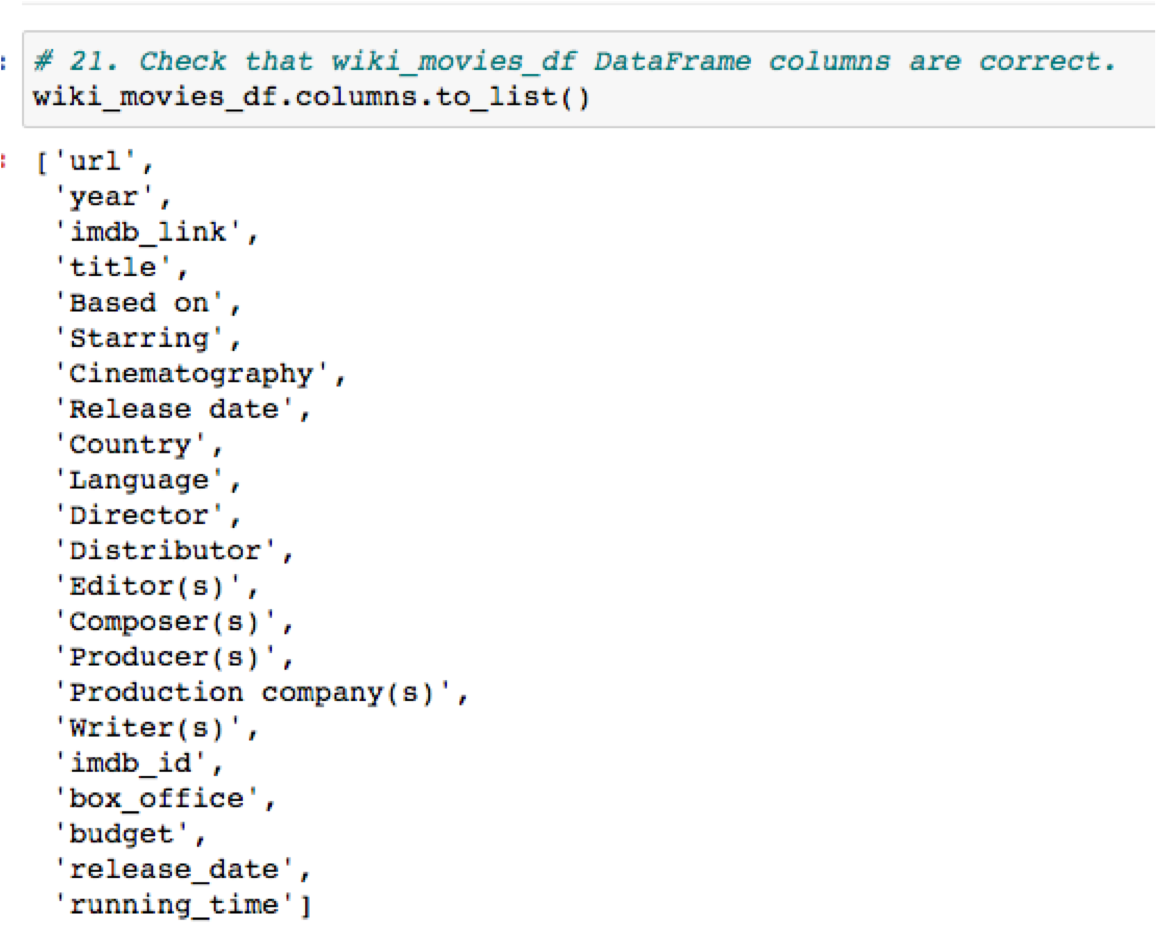 # 21. Check that wiki_movies_df DataFrame columns are correct.
wiki_movies_df.columns.to_list()
['url',
'year',
'imdb_link',
'title',
'Based on',
'Starring',
'Cinematography',
'Release date',
'Country',
'Language',
'Director',
'Distributor',
'Editor(s)',
'Composer(s)',
'Producer(s)',
'Production company(s)',
'Writer(s)',
'imdb_id',
'box_office',
'budget',
'release_date',
'running_time']